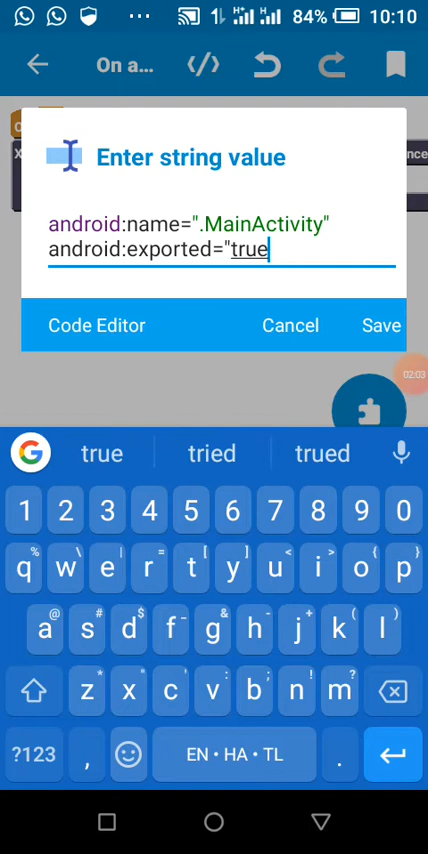 84% 10:10
On a...
nce
Enter string value
android:name=".MainActivity"
android:exported="true
Code Editor Cancel Save
02:03
true tried trued
1 2 3 4 5 6 7 8 9 0
% \ | = [ ] < > { }
q w e r t y u i o p
@ # $ - & - + ( )
a s d f g h j k l
* " ' : ; ! ?
z x c v b n m
?123 , EN • HA • TL .